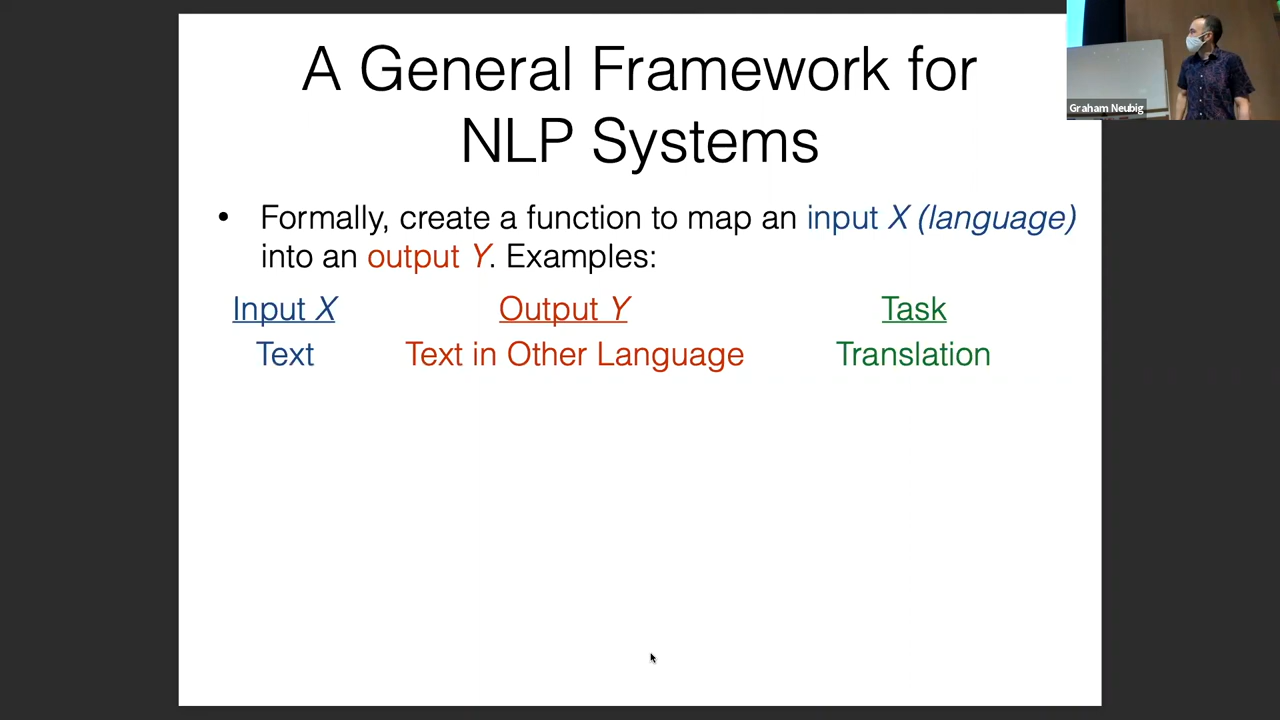 A General Framework for
NLP Systems
• Formally, create a function to map an input X (language)
into an output Y. Examples:
Input X Output Y Task
Text Text in Other Language Translation
Graham Neubig